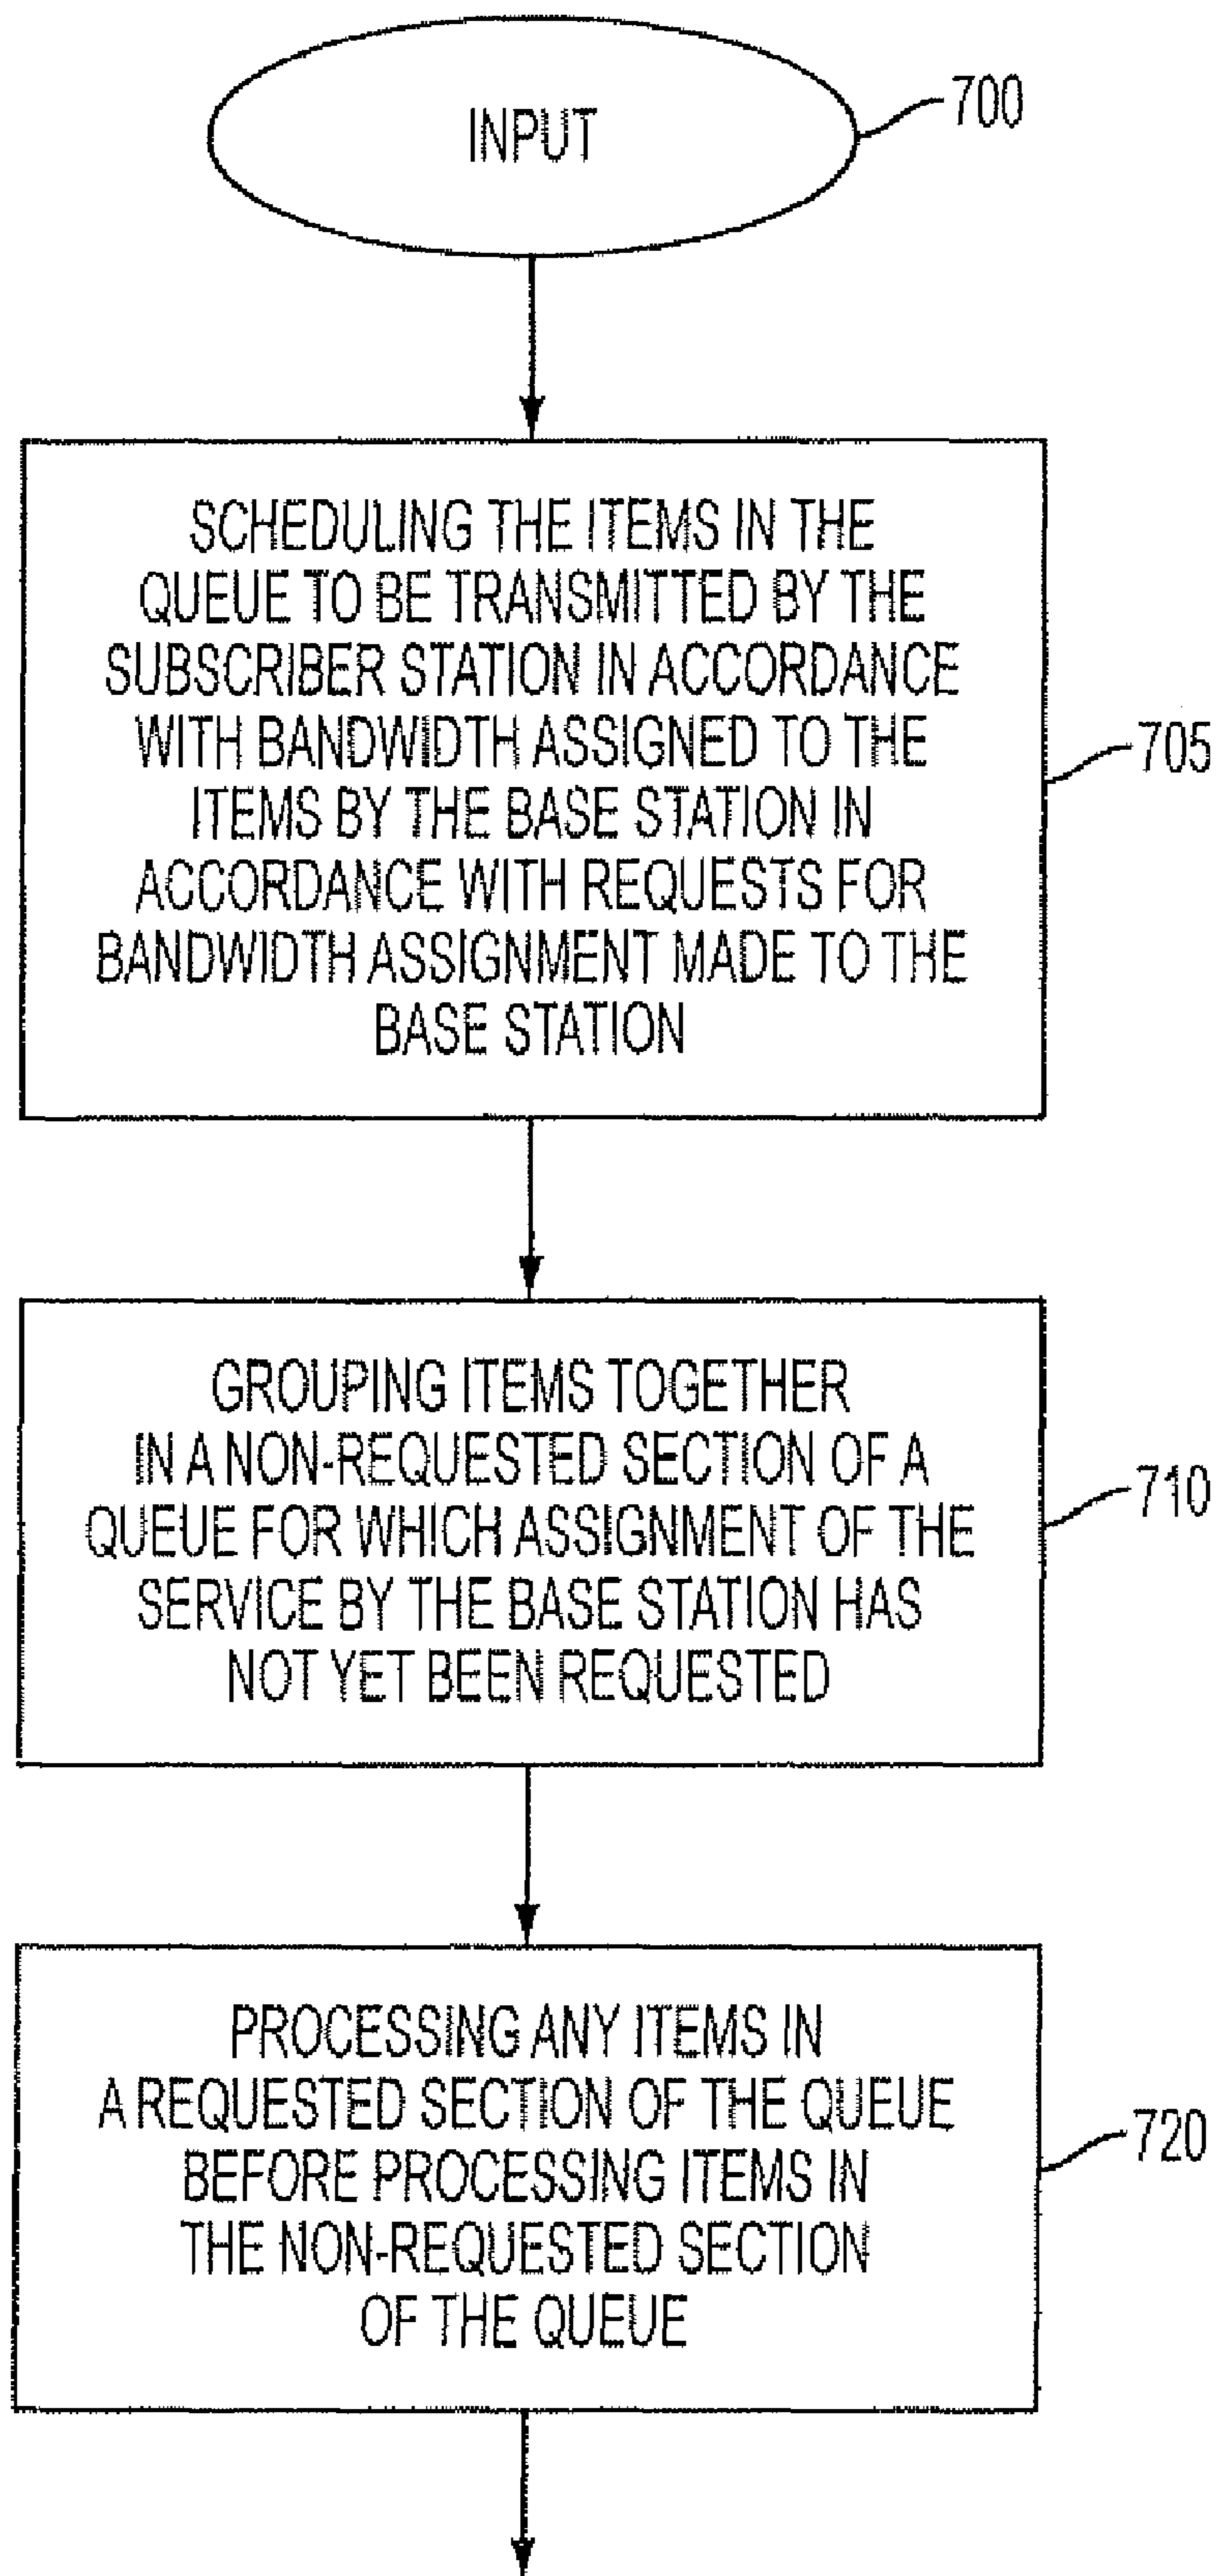 INPUT
700
SCHEDULING THE ITEMS IN THE
QUEUE TO BE TRANSMITTED BY THE
SUBSCRIBER STATION IN ACCORDANCE
WITH BANDWIDTH ASSIGNED TO THE
ITEMS BY THE BASE STATION IN
ACCORDANCE WITH REQUESTS FOR
BANDWIDTH ASSIGNMENT MADE TO THE
BASE STATION
705
GROUPING ITEMS TOGETHER
IN A NON-REQUESTED SECTION OF A
QUEUE FOR WHICH ASSIGNMENT OF THE
SERVICE BY THE BASE STATION HAS
NOT YET BEEN REQUESTED
710
PROCESSING ANY ITEMS IN
A REQUESTED SECTION OF THE QUEUE
BEFORE PROCESSING ITEMS IN
THE NON-REQUESTED SECTION
OF THE QUEUE
720